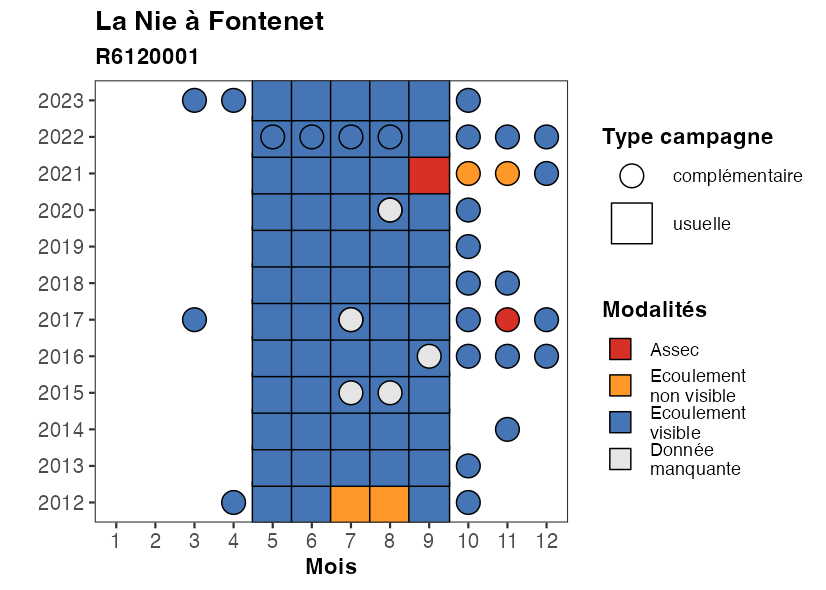 La Nie à Fontenet
R6120001
2023
2022
2021
2020
2019
2018
2017
2016
2015
2014
2013
2012
1 2 3 4 5 6 7 8 9 10 11 12
Mois
Type campagne
complémentaire
usuelle
Modalités
Assec
Ecoulement
non visible
Ecoulement
visible
Donnée
manquante